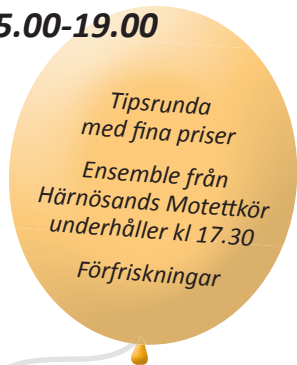 5.00-19.00
Tipsrunda
med fina priser
Ensemble från
Härnösands Motettkör
underhåller kl 17.30
Förfriskningar